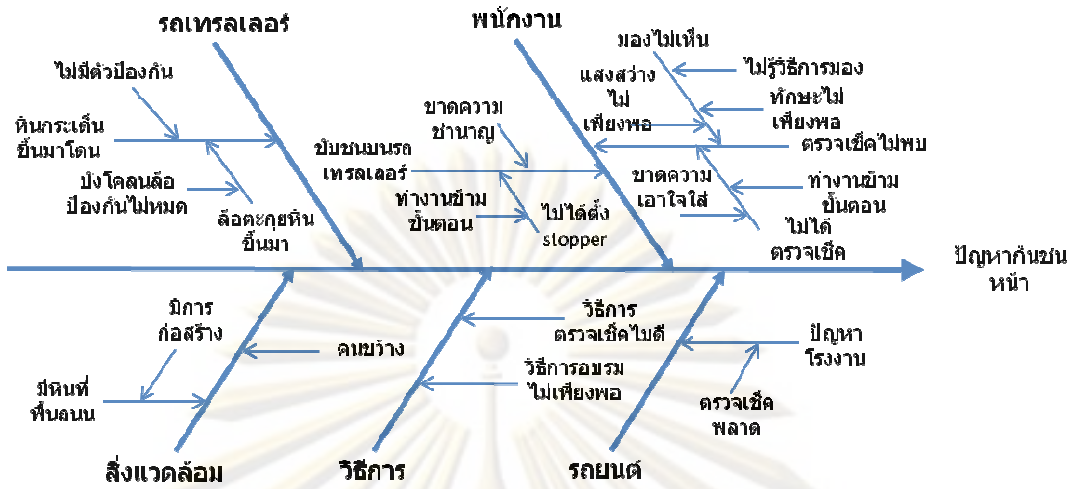 รถเทรลเลอร์
พนักงาน
ไม่มีตัวป้องกัน
หินกระเด็น
ขึ้นมาโดน
บังโคลนล้อ
ป้องกันไม่หมด
ล้อตะกุยหิน
ขึ้นมา
ขาดความ
ชำนาญ
ขับชนบนรถ
เทรลเลอร์
ทำงานข้าม
ขั้นตอน
ไม่ได้ตั้ง
stopper
มองไม่เห็น
ไม่รู้วิธีการมอง
แสงสว่าง
ไม่
เพียงพอ
ทักษะไม่
เพียงพอ
ตรวจเช็คไม่พบ
ขาดความ
เอาใจใส่
ทำงานข้าม
ขั้นตอน
ไม่ได้
ตรวจเช็ค
ปัญหากันชน
หน้า
มีการ
ก่อสร้าง
คนขว้าง
มีหินที่
พื้นถนน
วิธีการ
ตรวจเช็คไม่ดี
วิธีการอบรม
ไม่เพียงพอ
ปัญหา
โรงงาน
ตรวจเช็ค
พลาด
สิ่งแวดล้อม
วิธีการ
รถยนต์